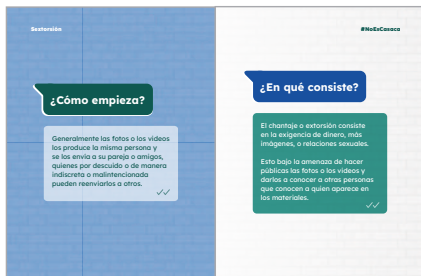 Sextorsión
¿Cómo empieza?
Generalmente las fotos o los videos
los produce la misma persona y
se los envía a su pareja o amigos,
quienes por descuido o de manera
indiscreta o malintencionada
pueden reenviarlos a otros.
#NoEsCasaca
¿En qué consiste?
El chantaje o extorsión consiste
en la exigencia de dinero, más
imágenes, o relaciones sexuales.
Esto bajo la amenaza de hacer
públicas las fotos o los videos y
darlos a conocer a otras personas
que conocen a quien aparece en
los materiales.